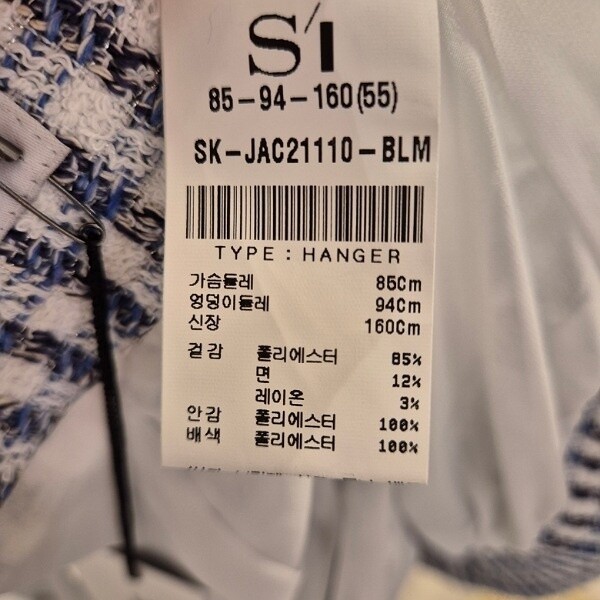 S'I
85-94-160(55)
SK-JAC21110-BLM
TYPE : HANGER
가슴둘레 85Cm
엉덩이둘레 94Cm
신장 160Cm
겉감 폴리에스터 85%
면 12%
레이온 3%
안감 폴리에스터 100%
배색 폴리에스터 100%